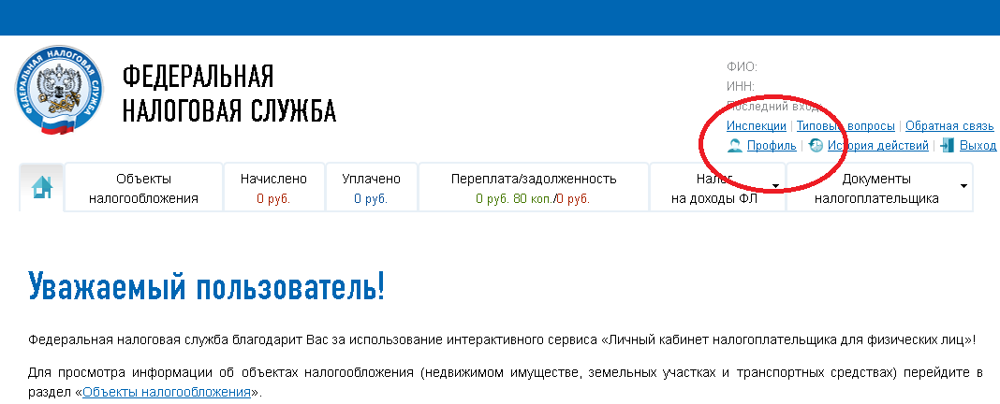 ФЕДЕРАЛЬНАЯ НАЛОГОВАЯ СЛУЖБА
ФЕДЕРАЛЬНАЯ
НАЛОГОВАЯ СЛУЖБА
ФИО:
ИНН:
Последний вход:
Инспекции | Типовые вопросы | Обратная связь
Профиль | История действий | Выход
Объекты
налогообложения
Начислено
0 руб.
Уплачено
0 руб.
Переплата/задолженность
0 руб. 80 коп./0 руб.
Налог
на доходы ФЛ
Документы
налогоплательщика
Уважаемый пользователь!
Федеральная налоговая служба благодарит Вас за использование интерактивного сервиса «Личный кабинет налогоплательщика для физических лиц»!
Для просмотра информации об объектах налогообложения (недвижимом имуществе, земельных участках и транспортных средствах) перейдите в
раздел «Объекты налогообложения».